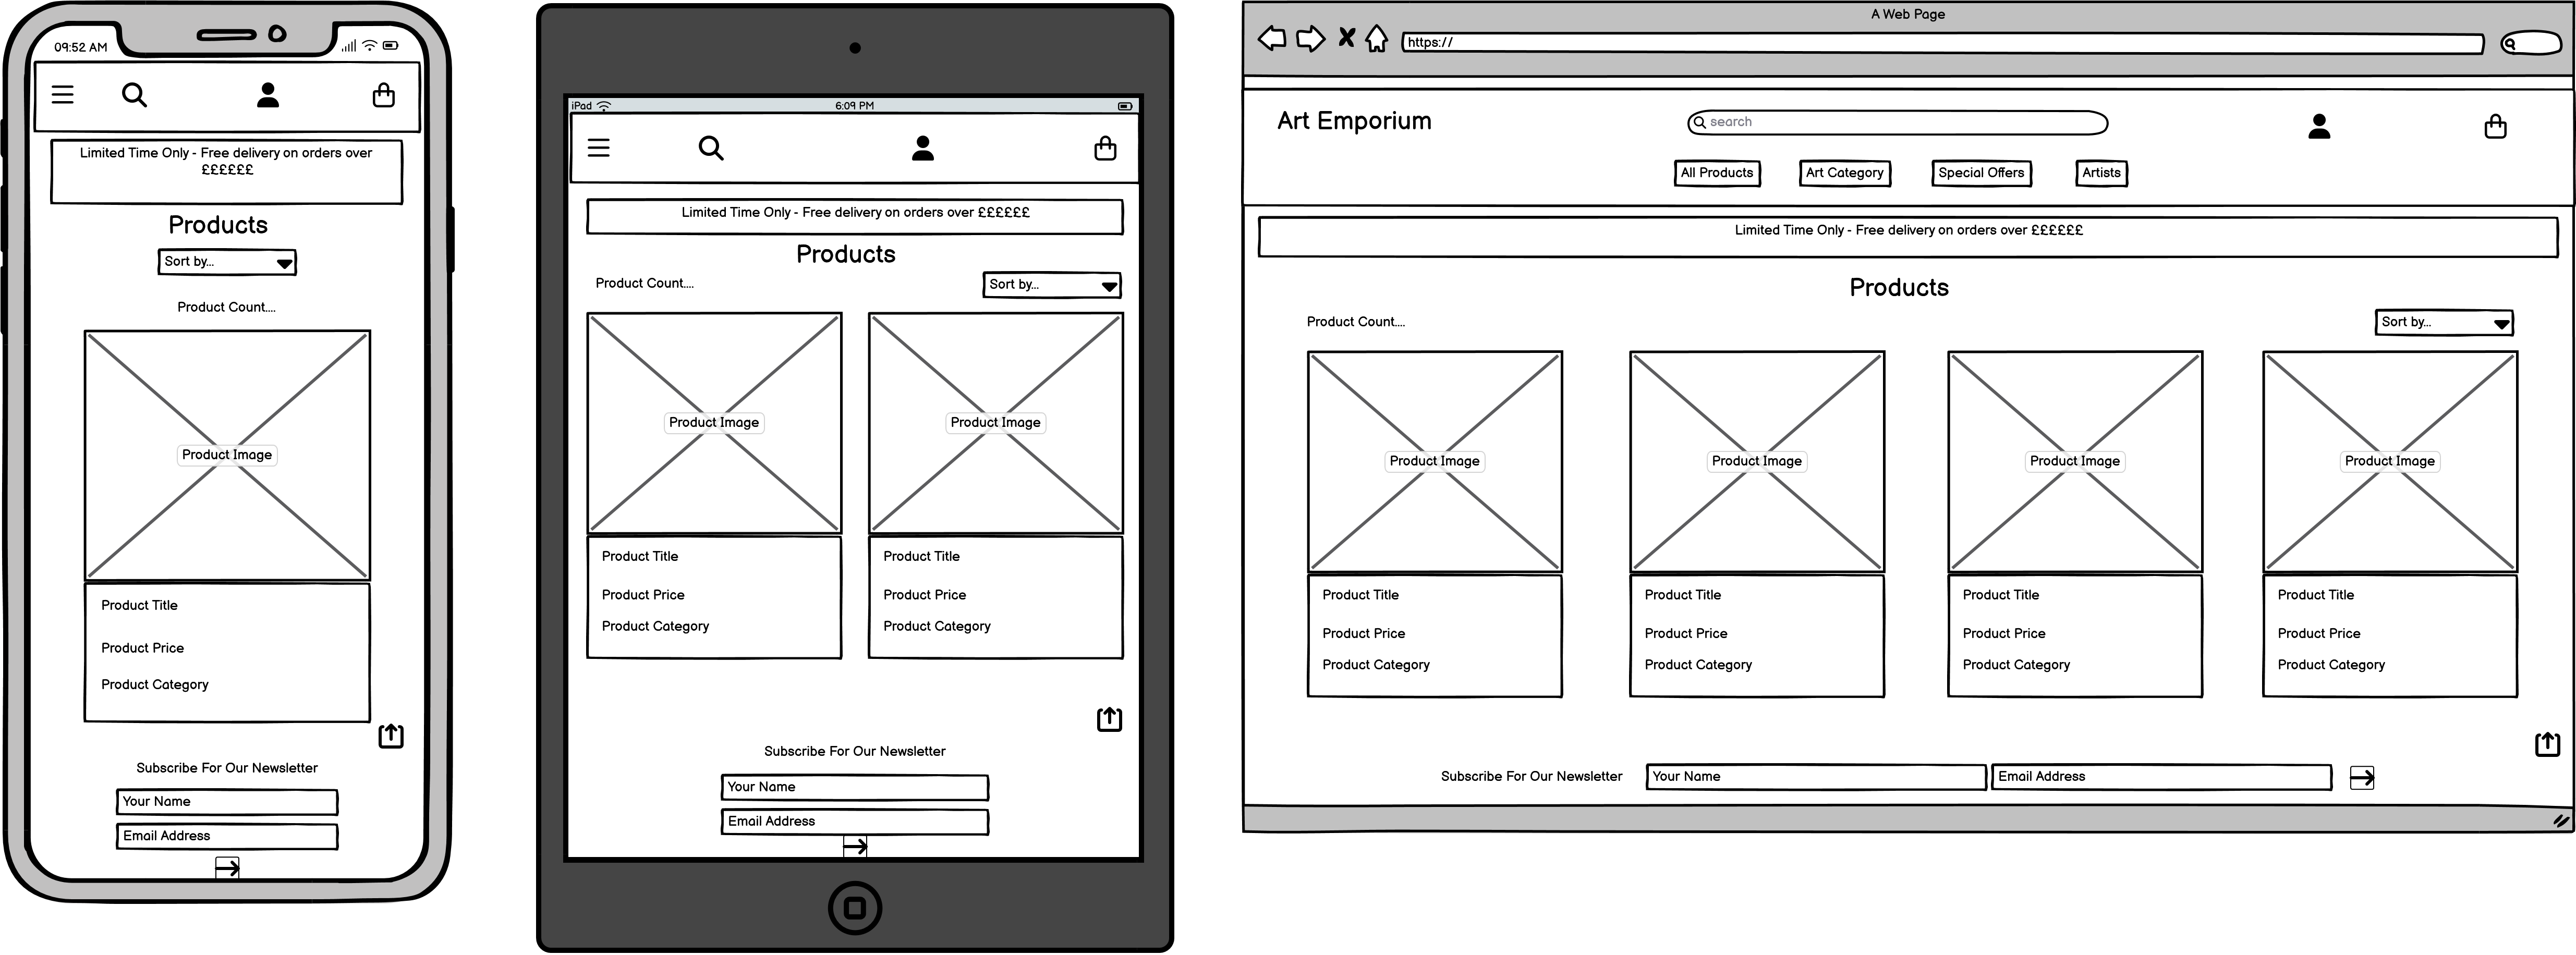 09:52 AM
Limited Time Only - Free delivery on orders over
££££££
Products
Sort by...
Product Count....
Product Image
Product Title
Product Price
Product Category
Subscribe For Our Newsletter
Your Name
Email Address
iPad
6:09 PM
Limited Time Only - Free delivery on orders over ££££££
Products
Product Count....
Sort by...
Product Image
Product Image
Product Title
Product Title
Product Price
Product Price
Product Category
Product Category
Subscribe For Our Newsletter
Your Name
Email Address
A Web Page
https://
Art Emporium
search
All Products
Art Category
Special Offers
Artists
Limited Time Only - Free delivery on orders over ££££££
Products
Product Count....
Sort by...
Product Image
Product Image
Product Image
Product Image
Product Title
Product Title
Product Title
Product Title
Product Price
Product Price
Product Price
Product Price
Product Category
Product Category
Product Category
Product Category
Subscribe For Our Newsletter
Your Name
Email Address